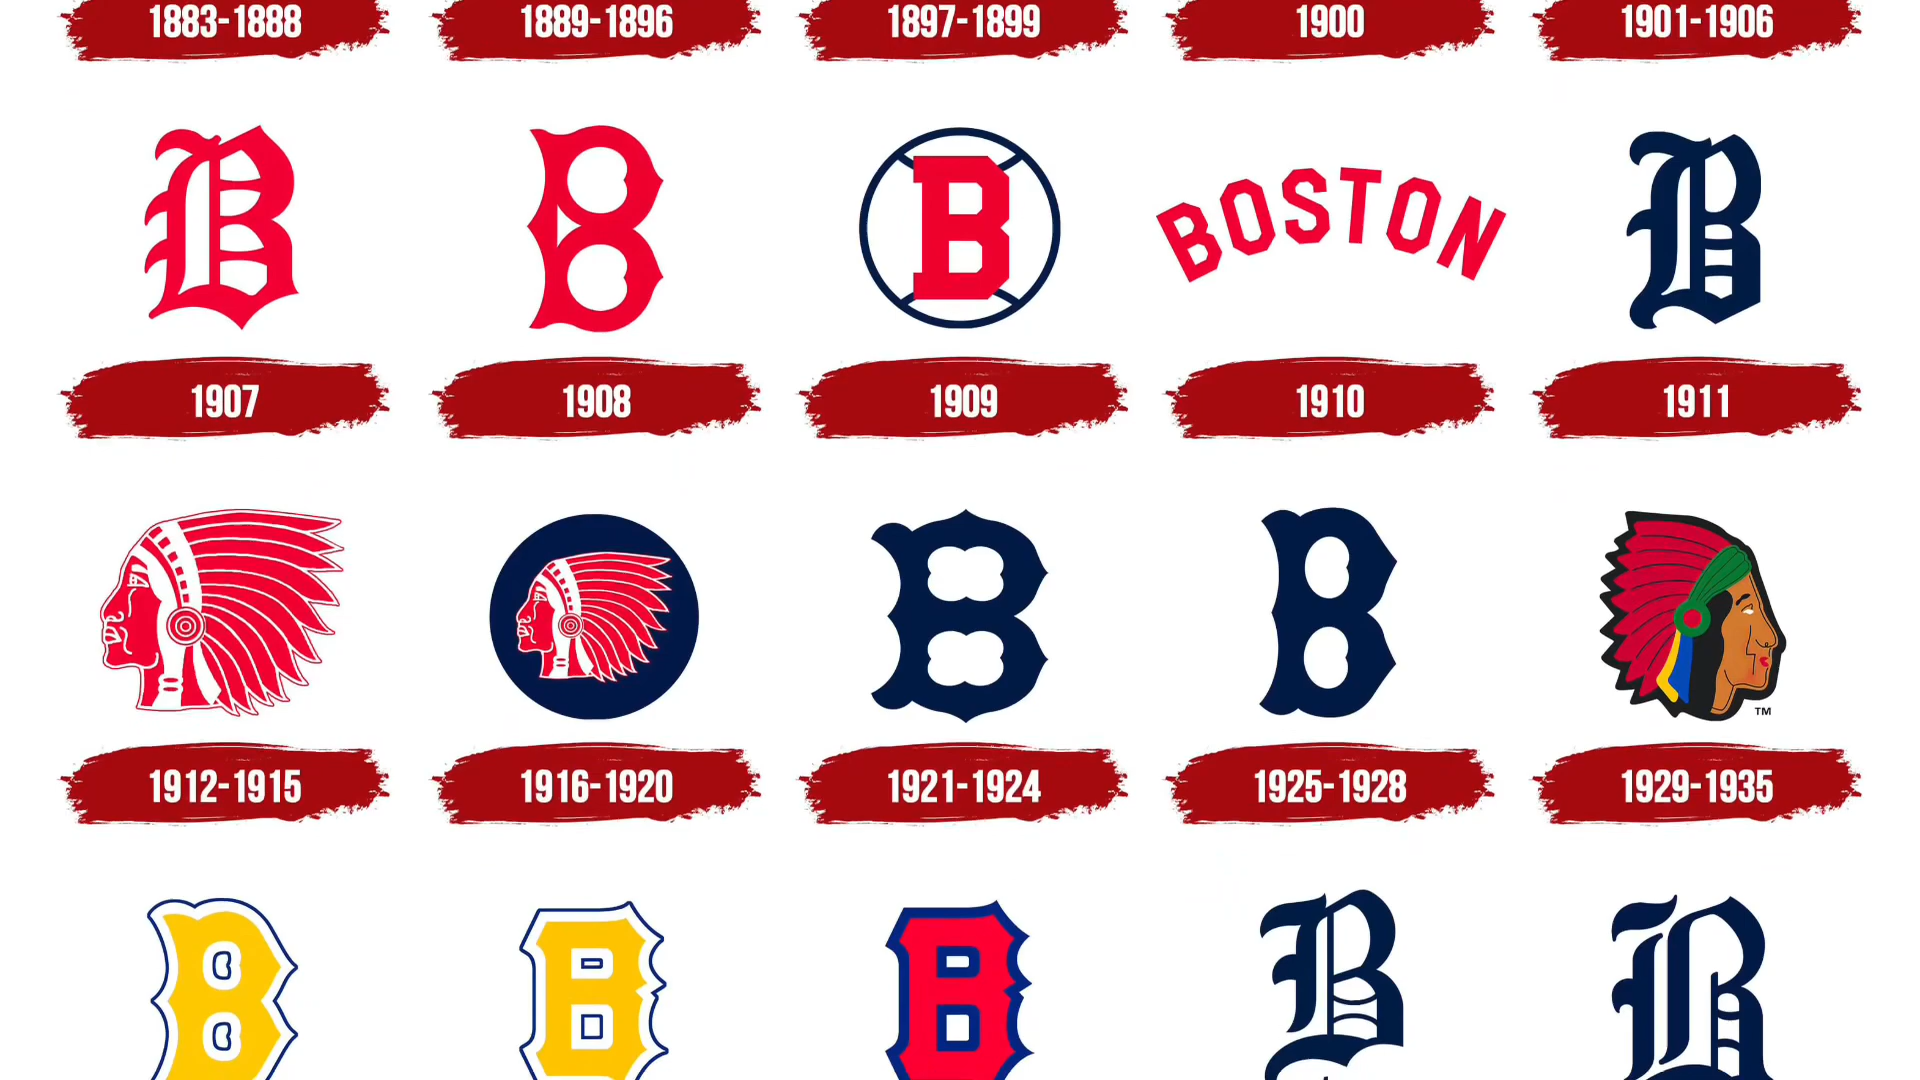 1883-1888 1889-1896 1897-1899 1900 1901-1906
B B B BOSTON B
1907 1908 1909 1910 1911
B B TM
1912-1915 1916-1920 1921-1924 1925-1928 1929-1935
B B B B B